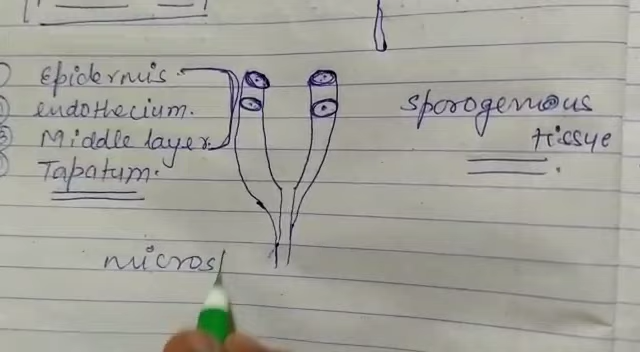 Epidermis.
endothecium.
Middle layer.
Tapatum.
sporogenous
tissue
micros